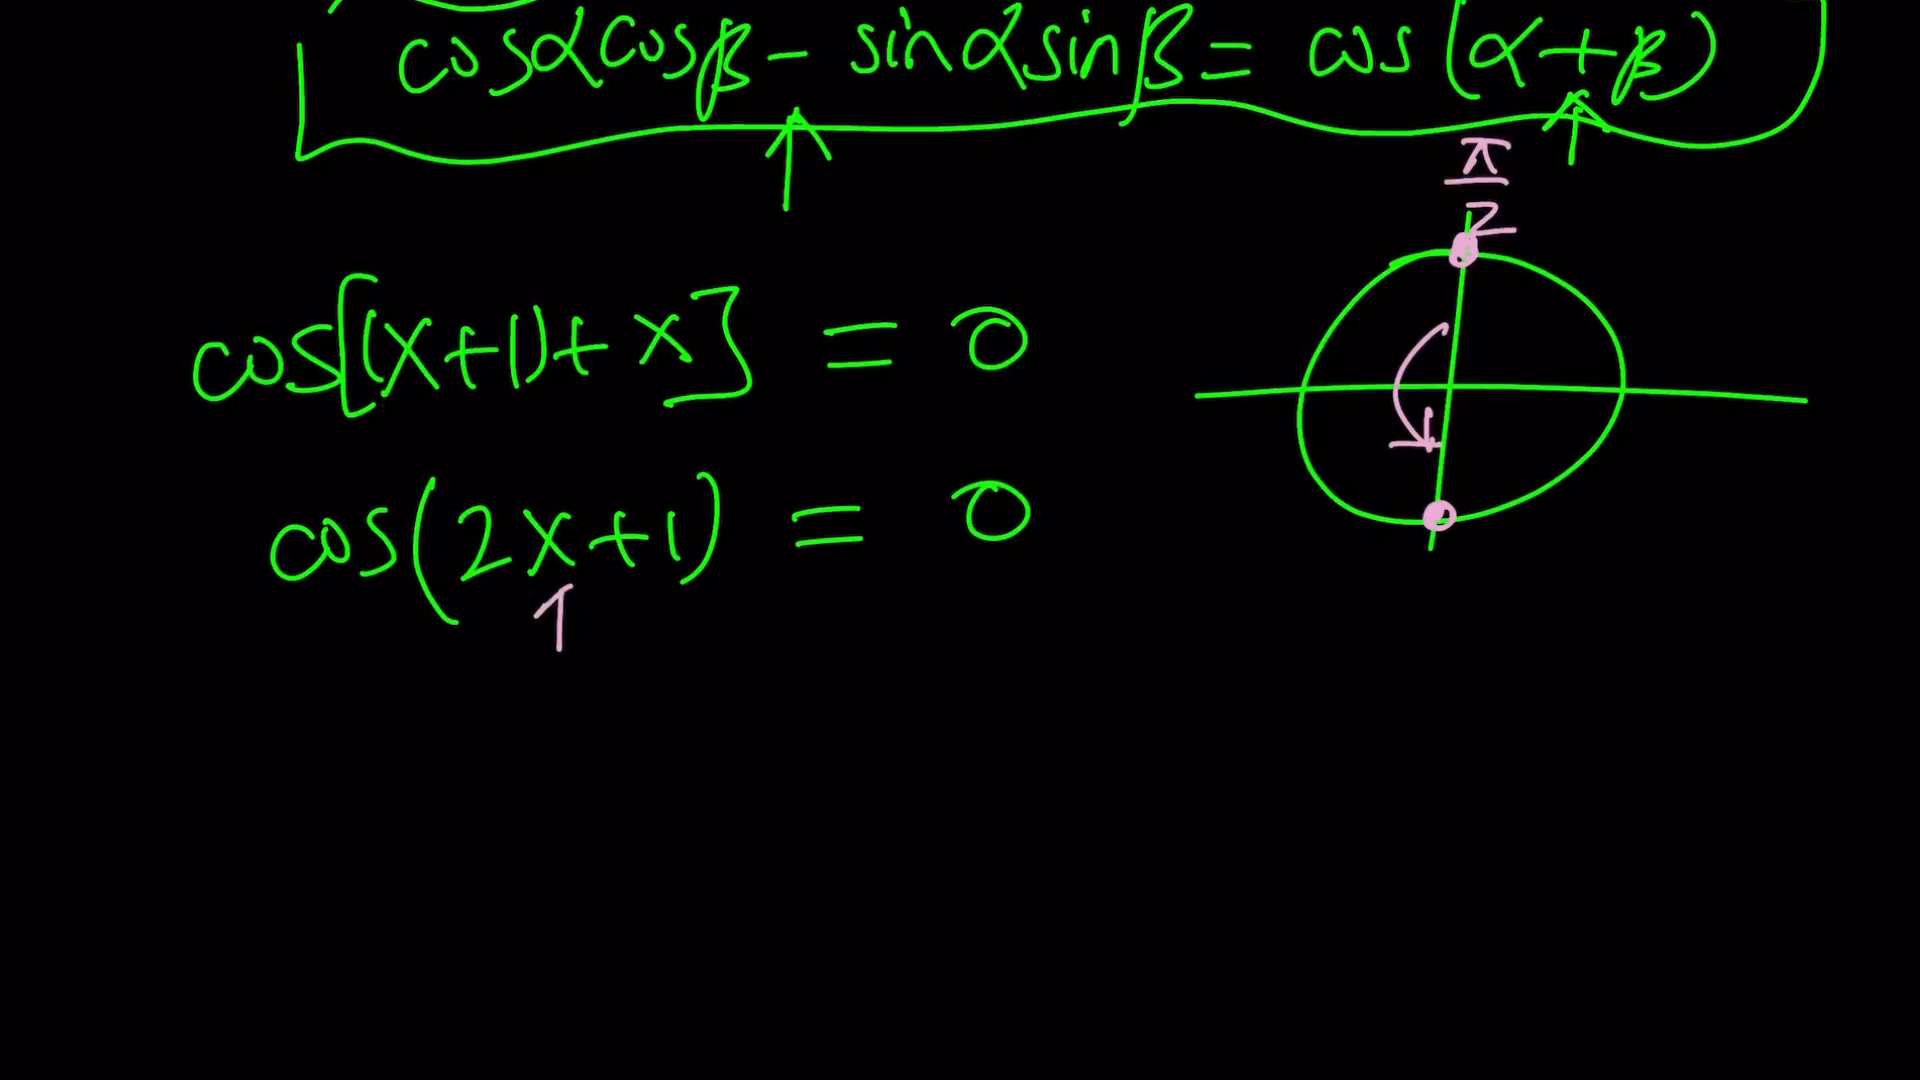 cosαcosβ - sinαsinβ = cos(α+β)
π/2
cos[(x+1)+x] = 0
cos(2x+1) = 0